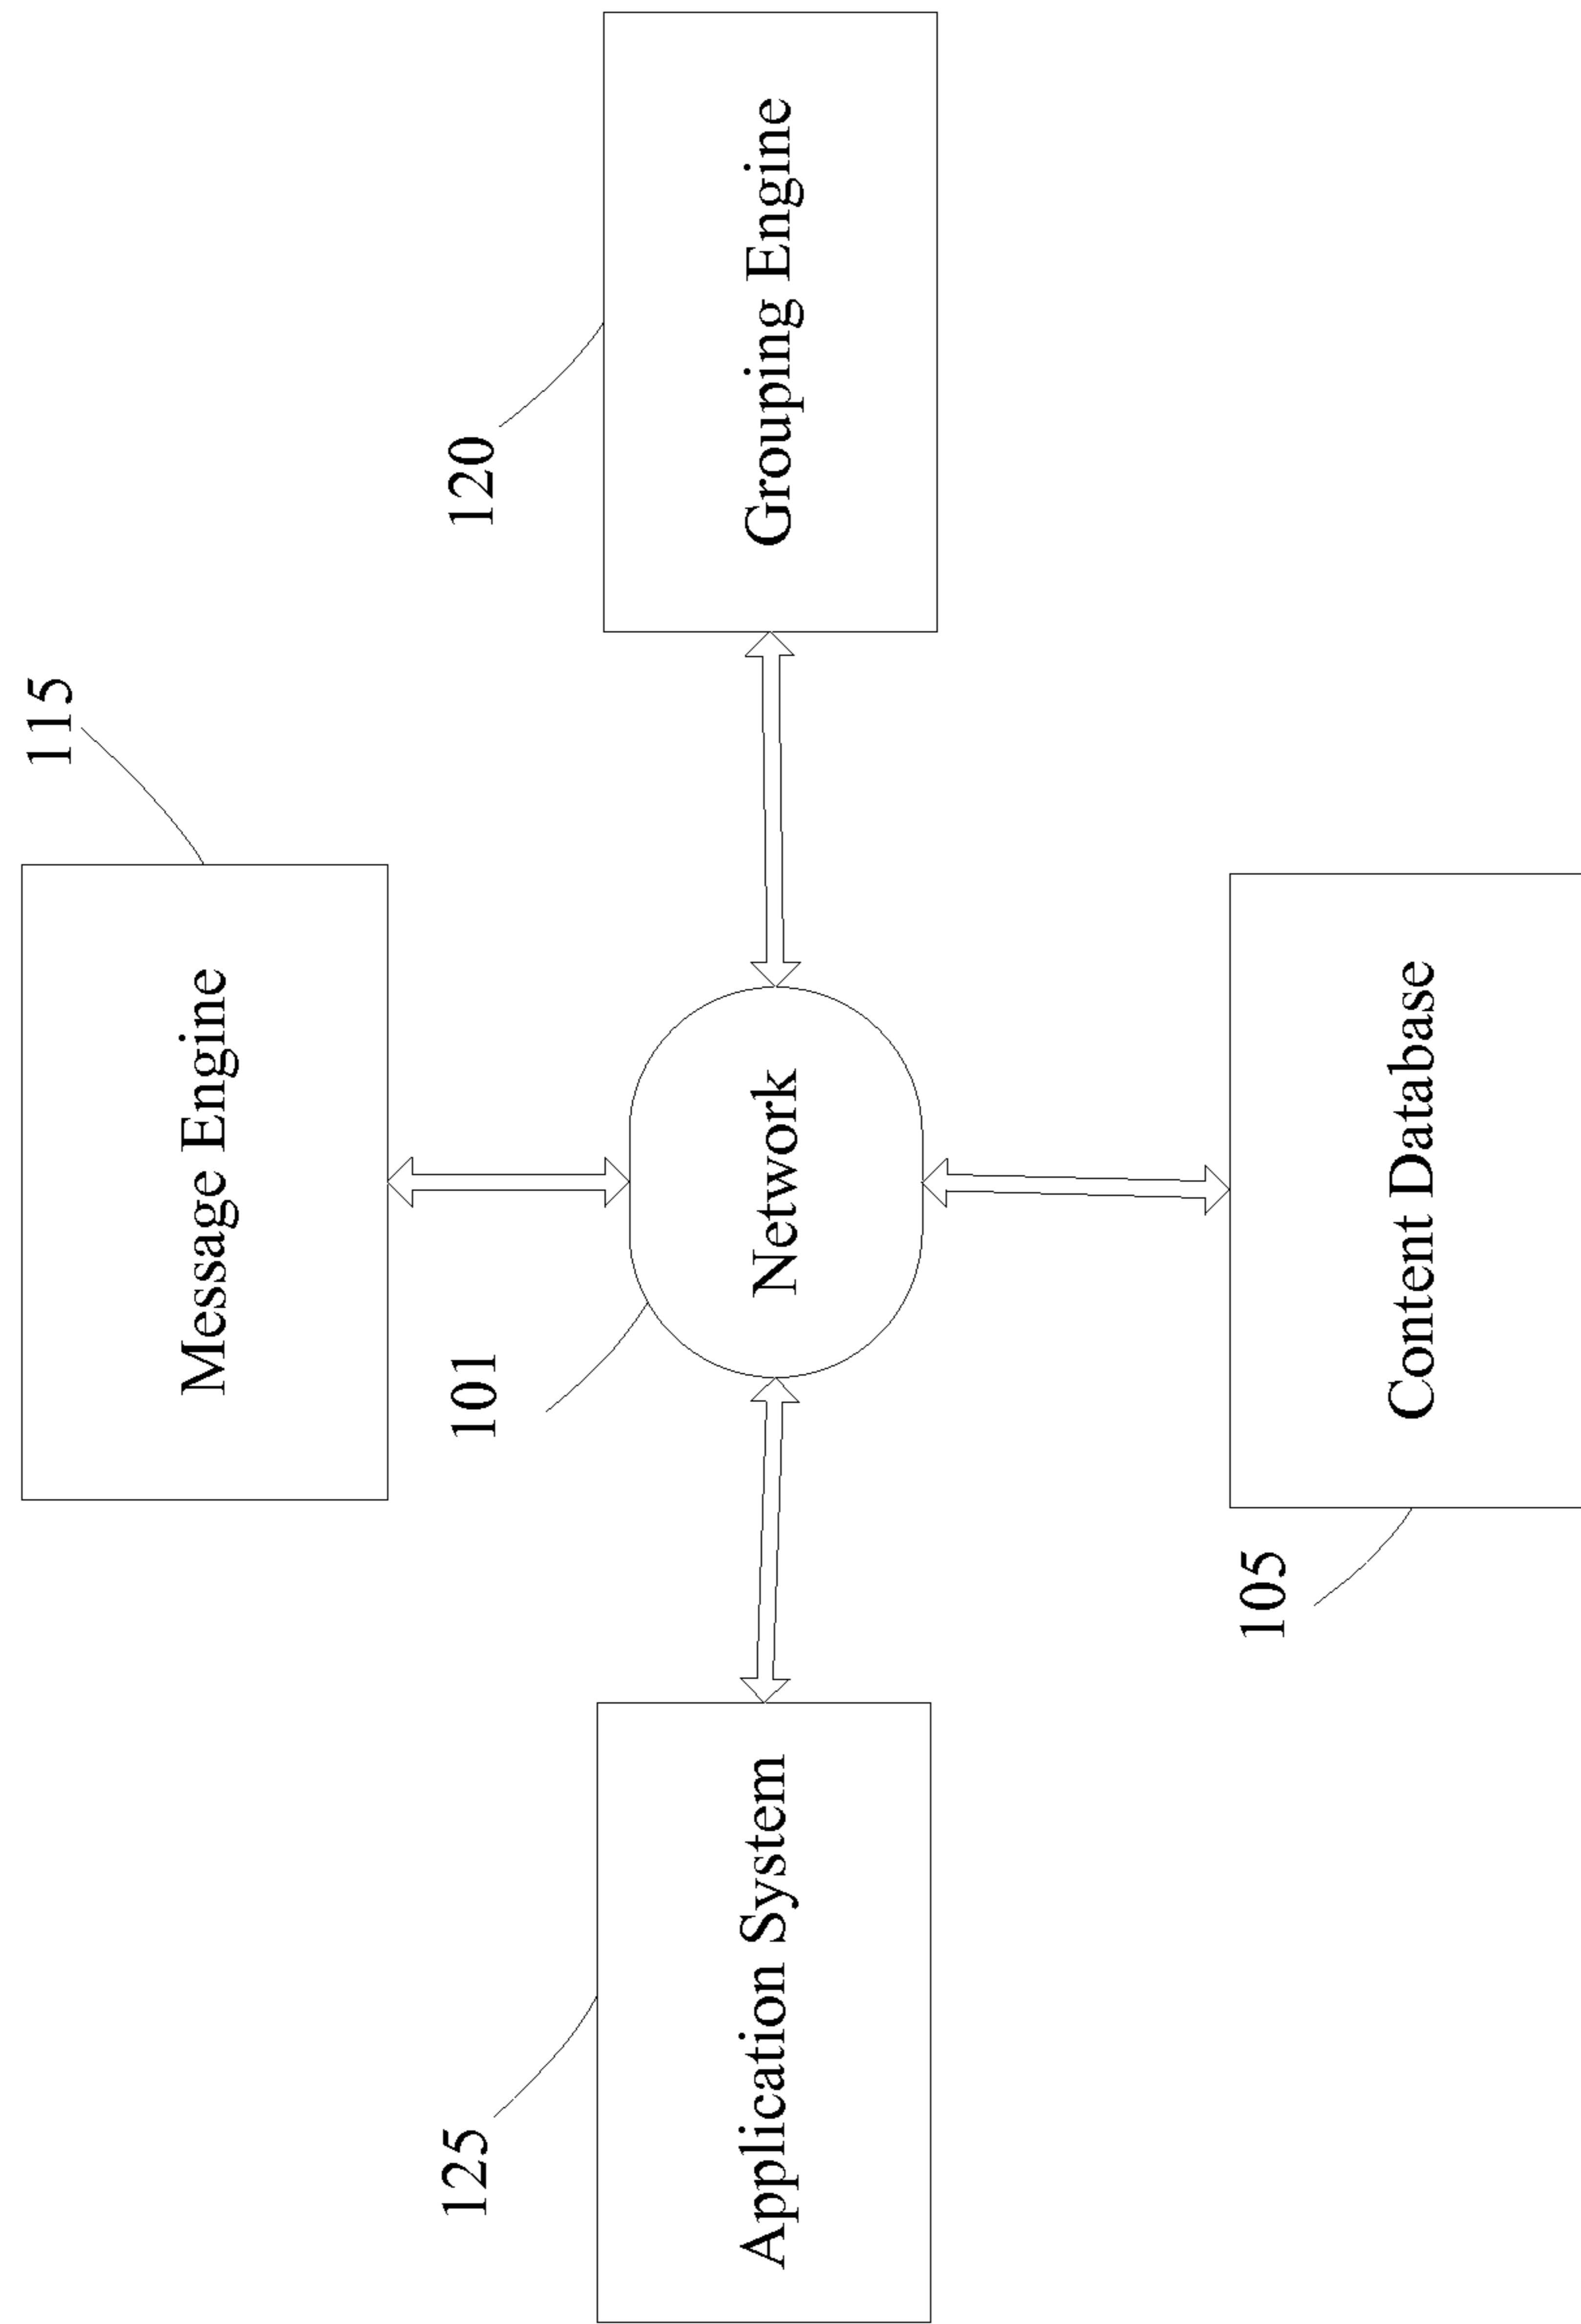 115
Message Engine
125
101
120
Application System
Network
Grouping Engine
105
Content Database